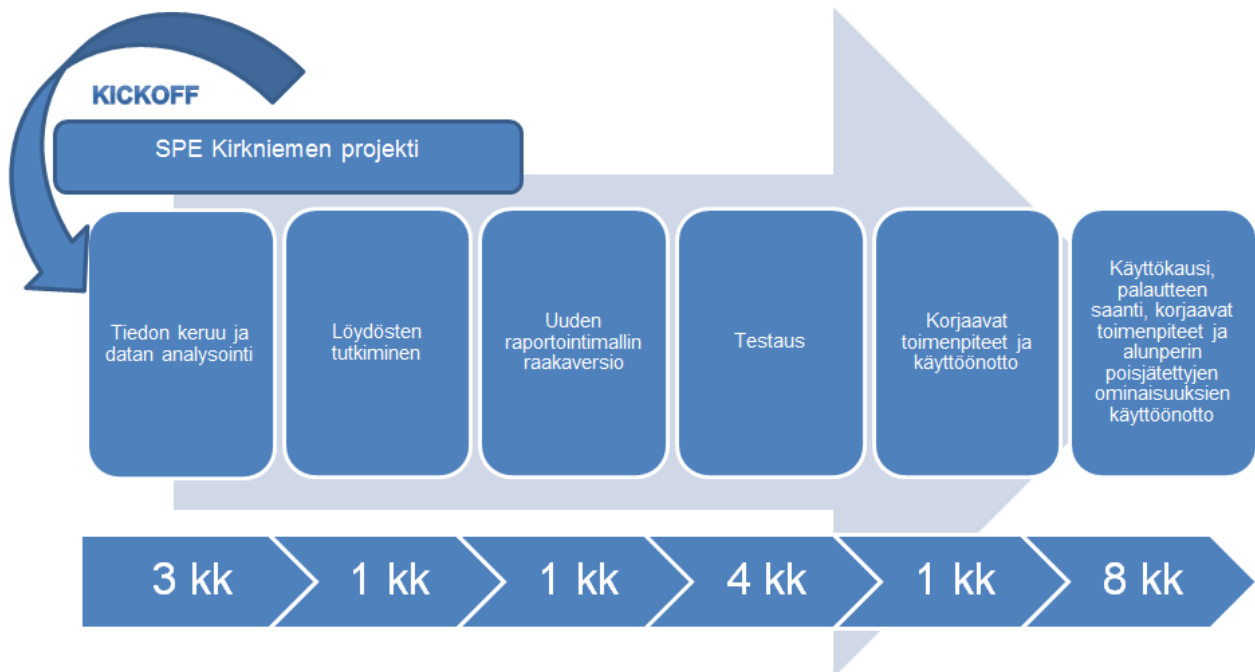 KICKOFF
SPE Kirkniemen projekti
Tiedon keruu ja
datan analysointi
Löydösten
tutkiminen
Uuden
raportointimallin
raakaversio
Testaus
Korjaavat
toimenpiteet ja
käyttöönotto
Käyttökausi,
palautteen
saanti, korjaavat
toimenpiteet ja
alunperin
poisjätettyjen
ominaisuuksien
käyttöönotto
3 kk
1 kk
1 kk
4 kk
1 kk
8 kk